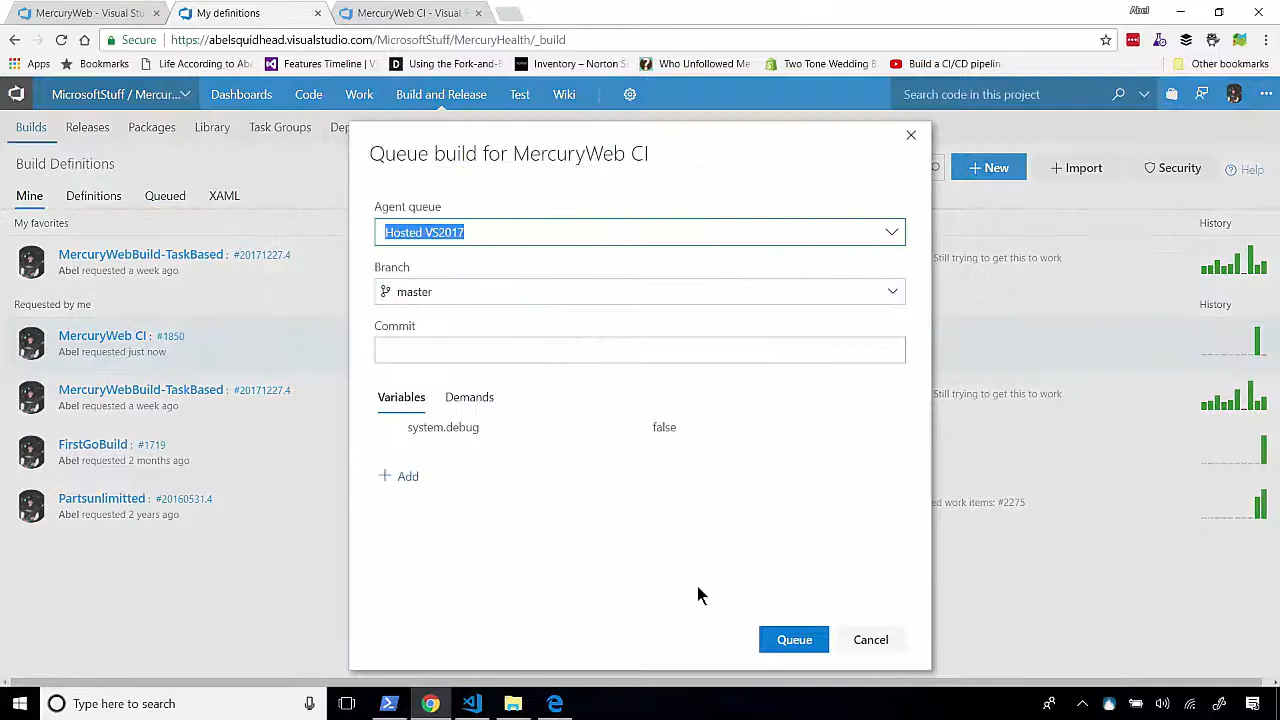 MercuryWeb - Visual Stu
My definitions
MercuryWeb CI - Visual
Abel
Secure
https://abelsquidhead.visualstudio.com/MicrosoftStuff/MercuryHealth/_build
Apps
Bookmarks
Life According to Ab
Features Timeline | V
Using the Fork-and-
Inventory – Norton S
Who Unfollowed Me
Two Tone Wedding B
Build a CI/CD pipelin
Other bookmarks
MicrosoftStuff / Mercur...
Dashboards
Code
Work
Build and Release
Test
Wiki
Search code in this project
Builds
Releases
Packages
Library
Task Groups
Dep
Build Definitions
+ New
+ Import
Security
Help
Mine
Definitions
Queued
XAML
My favorites
History
MercuryWebBuild-TaskBased : #20171227.4
Still trying to get this to work
Abel requested a week ago
Requested by me
History
MercuryWeb CI : #1850
Abel requested just now
MercuryWebBuild-TaskBased : #20171227.4
Still trying to get this to work
Abel requested a week ago
FirstGoBuild : #1719
Abel requested 2 months ago
Partsunlimitted : #20160531.4
ed work items: #2275
Abel requested 2 years ago
Queue build for MercuryWeb CI
Agent queue
Hosted VS2017
Branch
master
Commit
Variables
Demands
system.debug
false
+ Add
Queue
Cancel
Type here to search